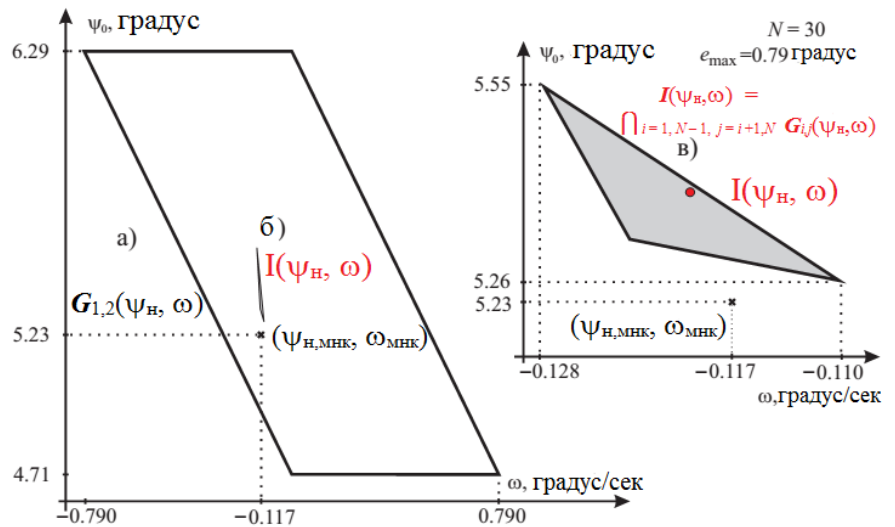 ψ₀, градус
6.29
а)
б)
I(ψн, ω)
G1,2(ψн, ω)
5.23
(ψн,мнк, ωмнк)
4.71
ω, градус/сек
−0.790
−0.117
0.790
N = 30
ψ₀, градус
emax=0.79 градус
5.55
I(ψн,ω) =
⋂ i = 1, N−1, j = i+1,N Gi,j(ψн,ω)
в)
I(ψн, ω)
5.26
5.23
(ψн,мнк, ωмнк)
−0.128
−0.117
−0.110
ω,градус/сек